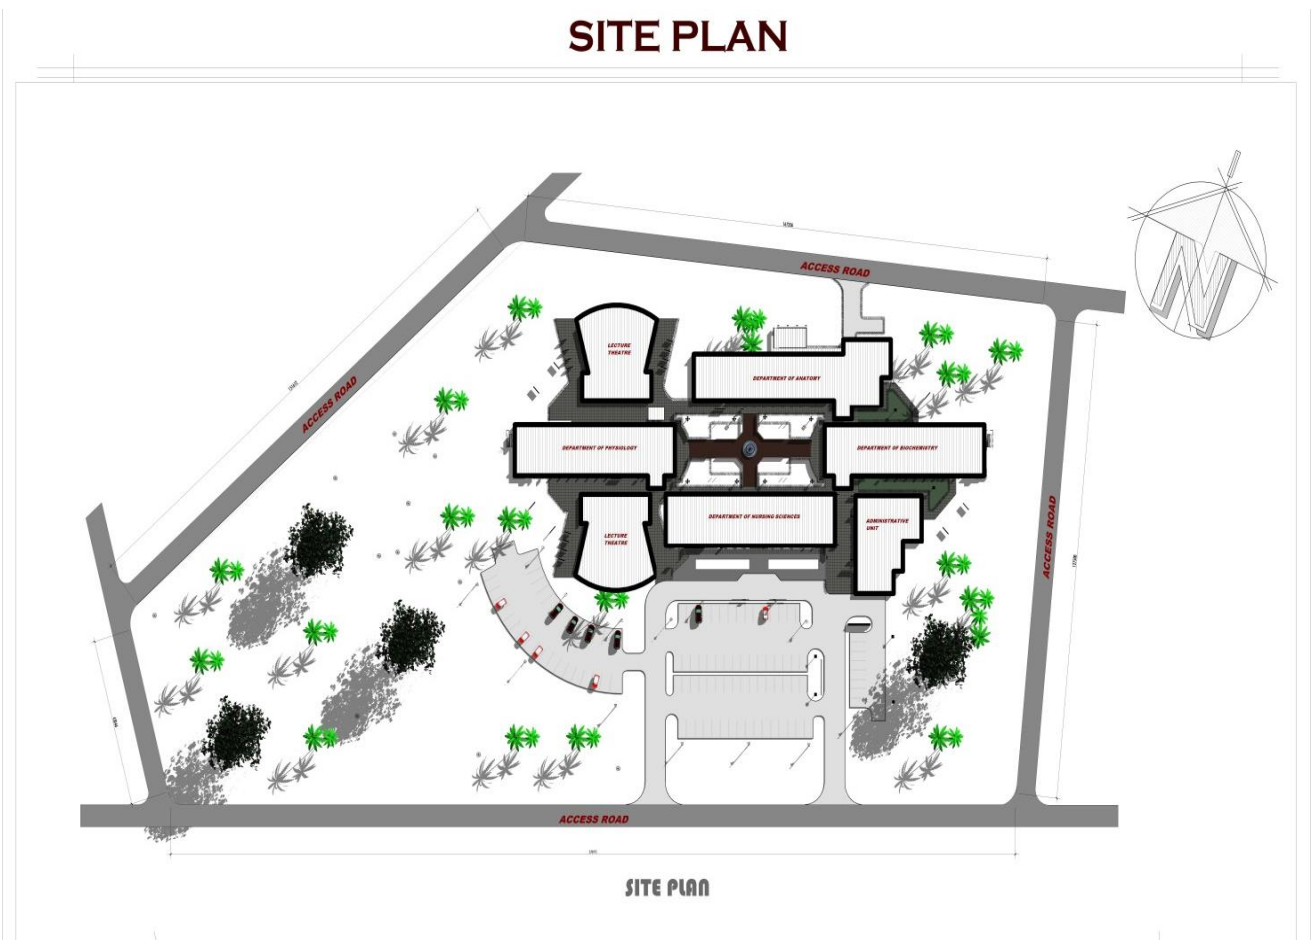 SITE PLAN
ACCESS ROAD
LECTURE
THEATRE
DEPARTMENT OF ANATOMY
ACCESS ROAD
DEPARTMENT OF PHYSIOLOGY
DEPARTMENT OF BIOCHEMISTRY
DEPARTMENT OF NURSING SCIENCES
ADMINISTRATIVE
UNIT
LECTURE
THEATRE
ACCESS ROAD
ACCESS ROAD
SITE PLAN
N